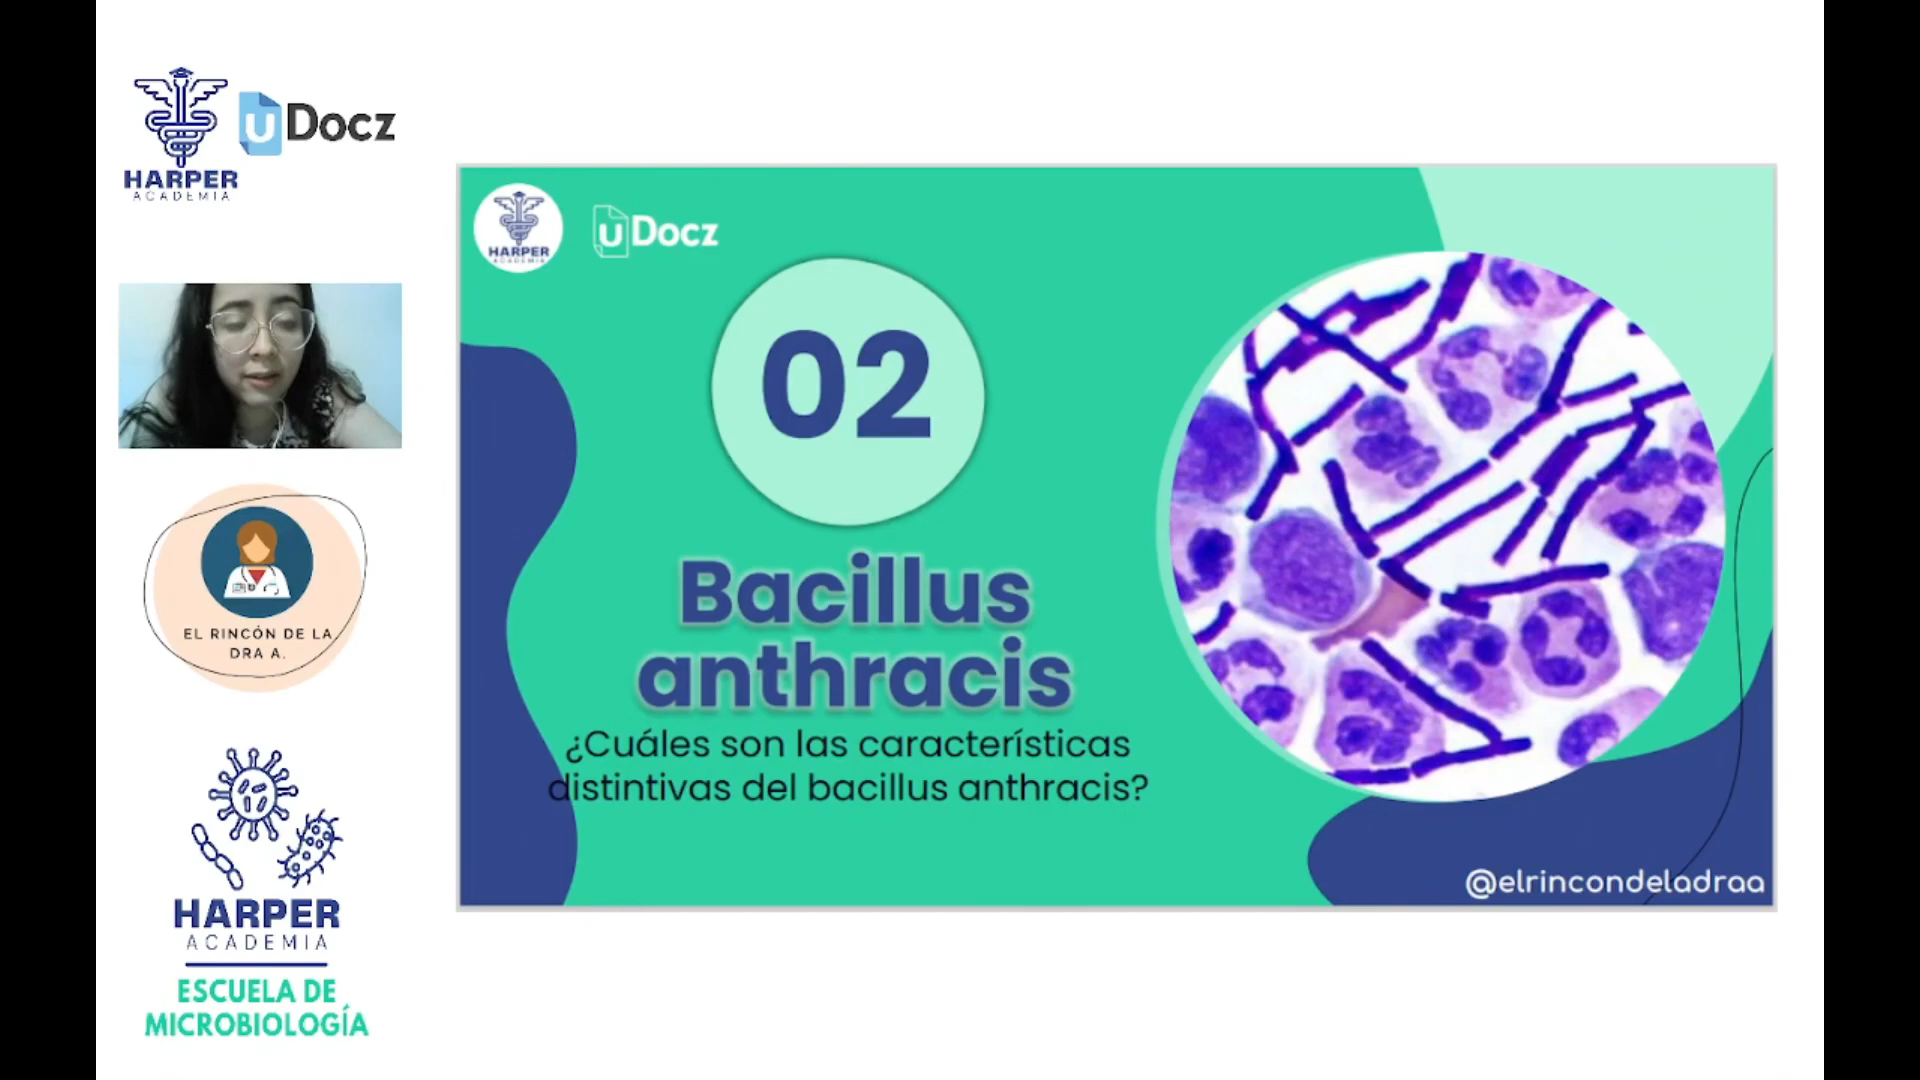 HARPER
ACADEMIA
uDocz
EL RINCÓN DE LA
DRA A.
HARPER
ACADEMIA
ESCUELA DE
MICROBIOLOGÍA
HARPER
ACADEMIA
uDocz
02
Bacillus
anthracis
¿Cuáles son las características
distintivas del bacillus anthracis?
@elrincondeladraa